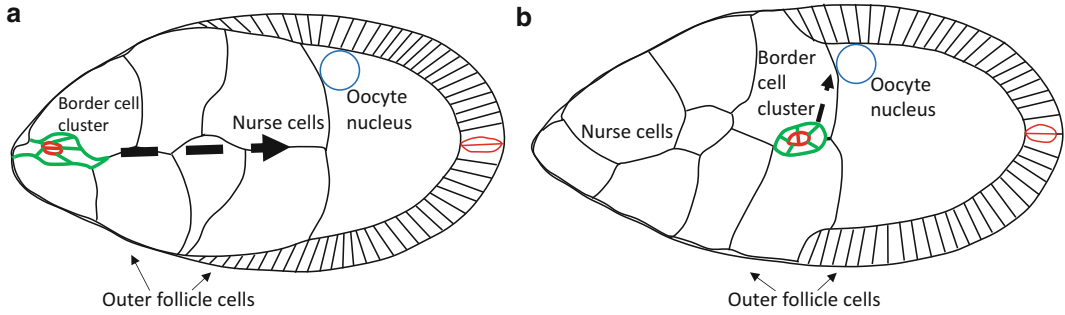 a
Border cell
cluster
Nurse cells
Oocyte
nucleus
Outer follicle cells
b
Nurse cells
Border
cell
cluster
Oocyte
nucleus
Outer follicle cells